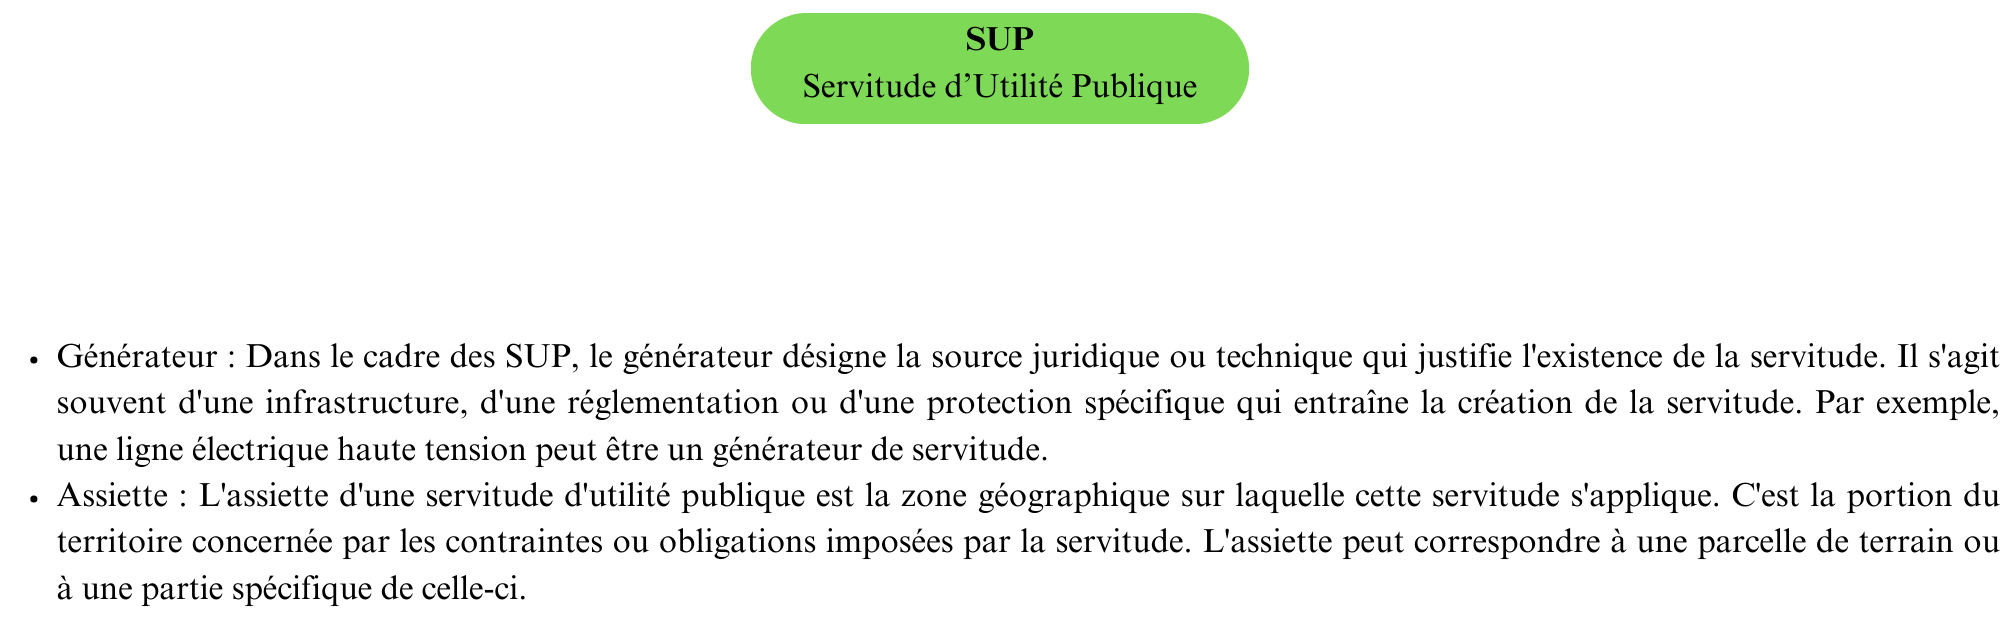 SUP
Servitude d’Utilité Publique
• Générateur : Dans le cadre des SUP, le générateur désigne la source juridique ou technique qui justifie l'existence de la servitude. Il s'agit
souvent d'une infrastructure, d'une réglementation ou d'une protection spécifique qui entraîne la création de la servitude. Par exemple,
une ligne électrique haute tension peut être un générateur de servitude.
• Assiette : L'assiette d'une servitude d'utilité publique est la zone géographique sur laquelle cette servitude s'applique. C'est la portion du
territoire concernée par les contraintes ou obligations imposées par la servitude. L'assiette peut correspondre à une parcelle de terrain ou
à une partie spécifique de celle-ci.